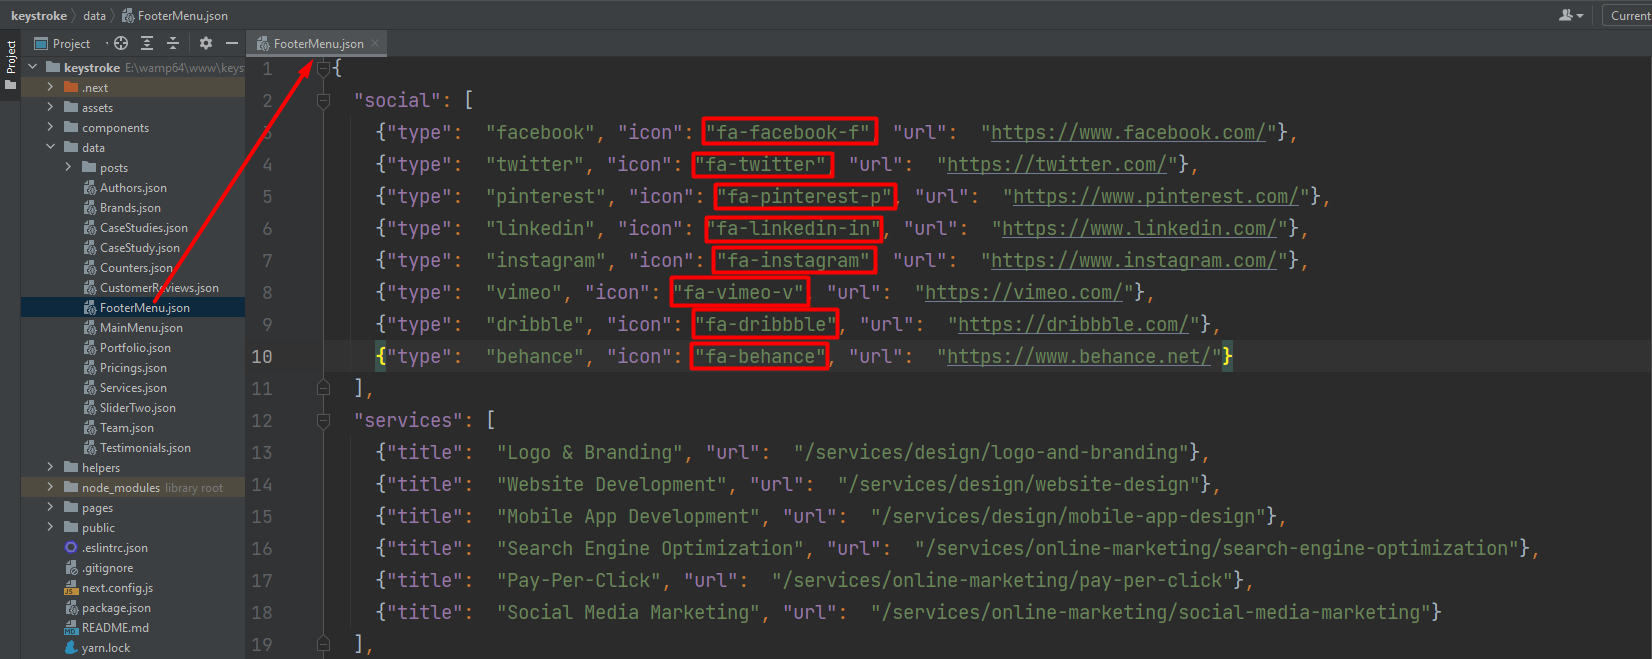 keystroke
data
FooterMenu.json
Current
Project
Project
FooterMenu.json
keystroke E:\wamp64\www\keys
.next
assets
components
data
posts
Authors.json
Brands.json
CaseStudies.json
CaseStudy.json
Counters.json
CustomerReviews.json
FooterMenu.json
MainMenu.json
Portfolio.json
Pricings.json
Services.json
SliderTwo.json
Team.json
Testimonials.json
helpers
node_modules library root
pages
public
.eslintrc.json
.gitignore
next.config.js
package.json
README.md
yarn.lock
1 {
2 "social": [
3 {"type": "facebook", "icon": "fa-facebook-f", "url": "https://www.facebook.com/"},
4 {"type": "twitter", "icon": "fa-twitter", "url": "https://twitter.com/"},
5 {"type": "pinterest", "icon": "fa-pinterest-p", "url": "https://www.pinterest.com/"},
6 {"type": "linkedin", "icon": "fa-linkedin-in", "url": "https://www.linkedin.com/"},
7 {"type": "instagram", "icon": "fa-instagram", "url": "https://www.instagram.com/"},
8 {"type": "vimeo", "icon": "fa-vimeo-v", "url": "https://vimeo.com/"},
9 {"type": "dribble", "icon": "fa-dribbble", "url": "https://dribbble.com/"},
10 {"type": "behance", "icon": "fa-behance", "url": "https://www.behance.net/"}
11 ],
12 "services": [
13 {"title": "Logo & Branding", "url": "/services/design/logo-and-branding"},
14 {"title": "Website Development", "url": "/services/design/website-design"},
15 {"title": "Mobile App Development", "url": "/services/design/mobile-app-design"},
16 {"title": "Search Engine Optimization", "url": "/services/online-marketing/search-engine-optimization"},
17 {"title": "Pay-Per-Click", "url": "/services/online-marketing/pay-per-click"},
18 {"title": "Social Media Marketing", "url": "/services/online-marketing/social-media-marketing"}
19 ],